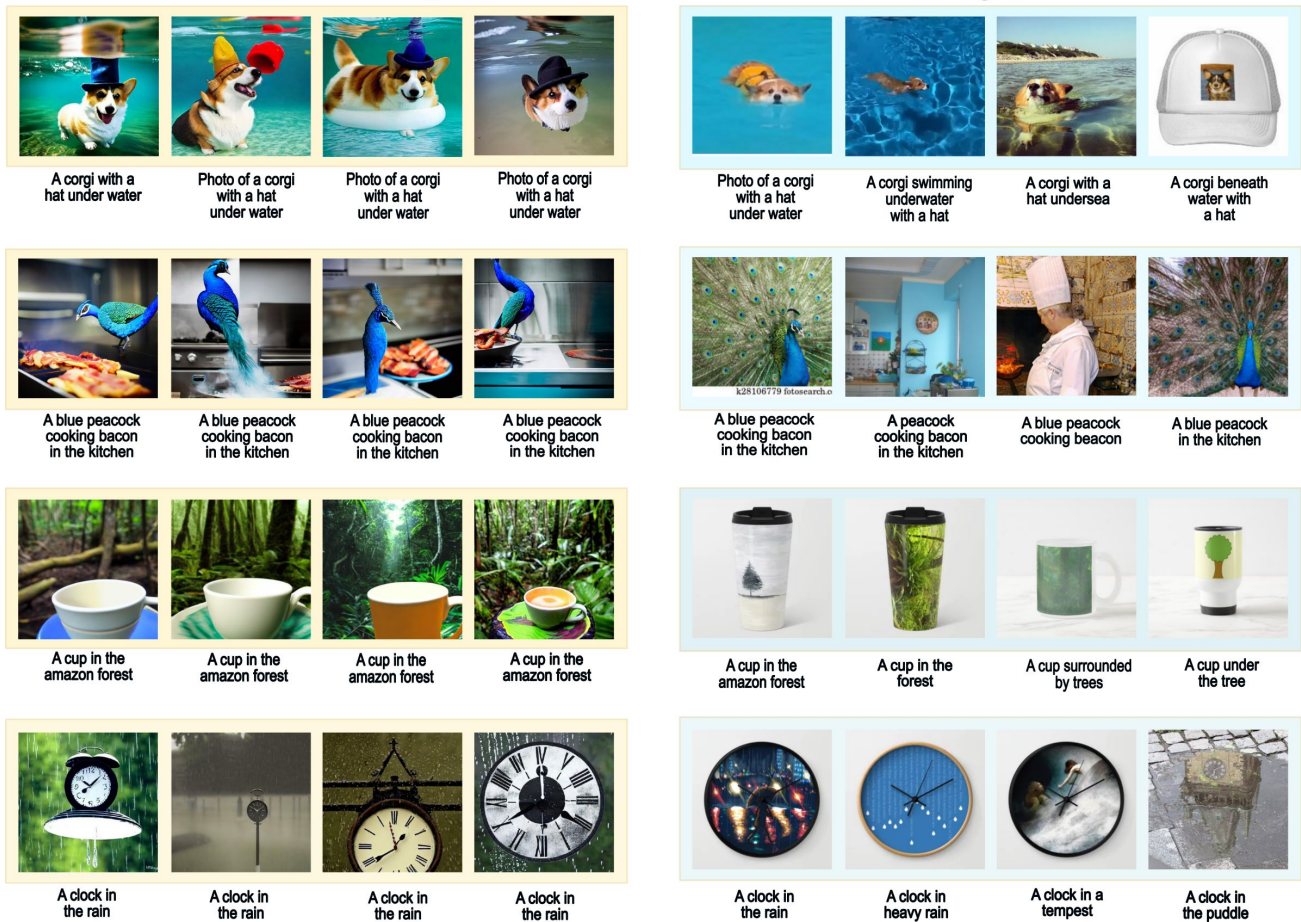 A corgi with a
hat under water
Photo of a corgi
with a hat
under water
Photo of a corgi
with a hat
under water
Photo of a corgi
with a hat
under water
Photo of a corgi
with a hat
under water
A corgi swimming
underwater
with a hat
A corgi with a
hat undersea
A corgi beneath
water with
a hat
k28106779 fotosearch.o
A blue peacock
cooking bacon
in the kitchen
A blue peacock
cooking bacon
in the kitchen
A blue peacock
cooking bacon
in the kitchen
A blue peacock
cooking bacon
in the kitchen
A blue peacock
cooking bacon
in the kitchen
A peacock
cooking bacon
in the kitchen
A blue peacock
cooking beacon
A blue peacock
in the kitchen
A cup in the
amazon forest
A cup in the
amazon forest
A cup in the
amazon forest
A cup in the
amazon forest
A cup in the
amazon forest
A cup in the
forest
A cup surrounded
by trees
A cup under
the tree
A clock in
the rain
A clock in
the rain
A clock in
the rain
A clock in
the rain
A clock in
the rain
A clock in
heavy rain
A clock in a
tempest
A clock in
the puddle